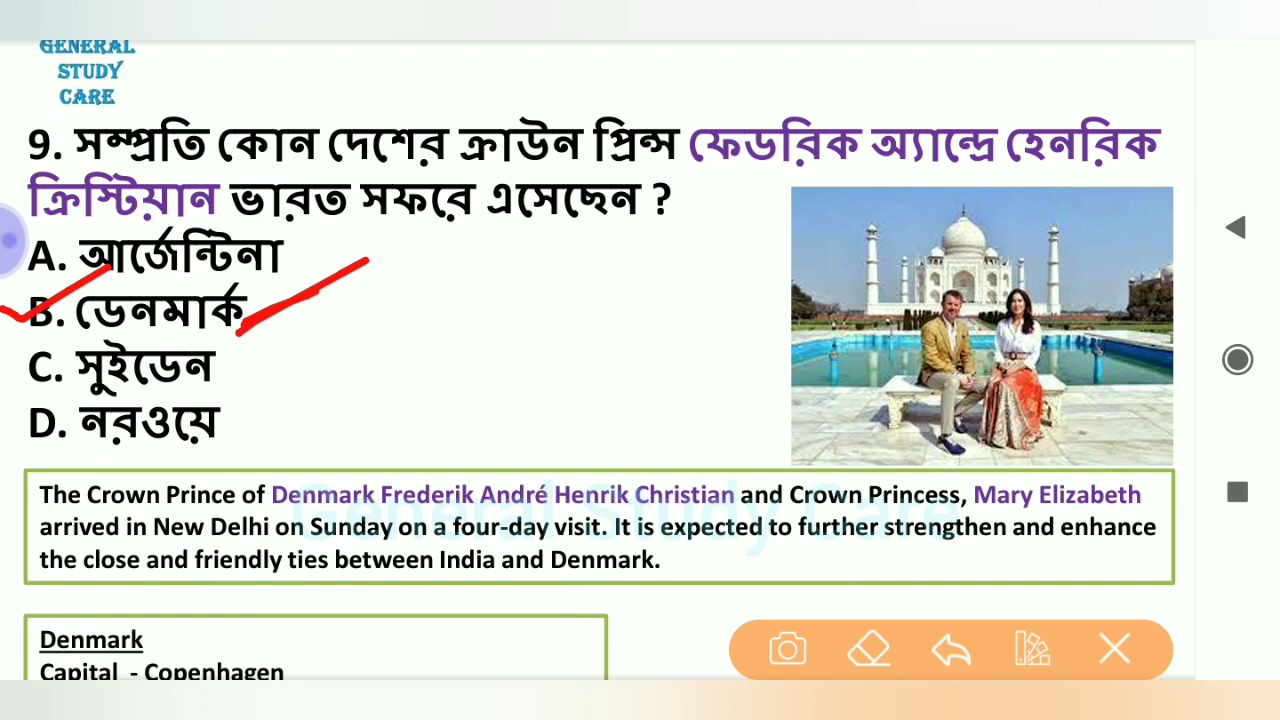 GENERAL
STUDY
CARE
9. সম্প্রতি কোন দেশের ক্রাউন প্রিন্স ফেডরিক অ্যান্দ্রে হেনরিক
ক্রিস্টিয়ান ভারত সফরে এসেছেন ?
A. আর্জেন্টিনা
B. ডেনমার্ক
C. সুইডেন
D. নরওয়ে
The Crown Prince of Denmark Frederik André Henrik Christian and Crown Princess, Mary Elizabeth
arrived in New Delhi on Sunday on a four-day visit. It is expected to further strengthen and enhance
the close and friendly ties between India and Denmark.
General Study Care
Denmark
Capital - Copenhagen